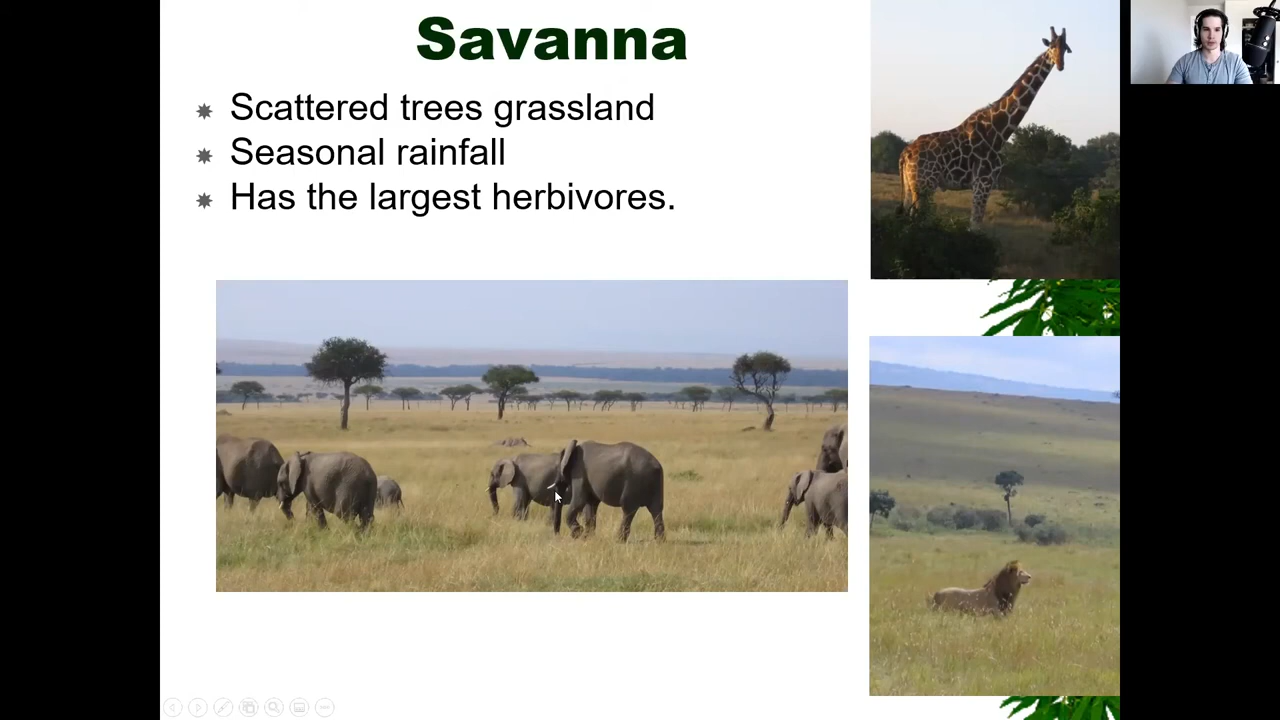 Savanna
Scattered trees grassland
Seasonal rainfall
Has the largest herbivores.